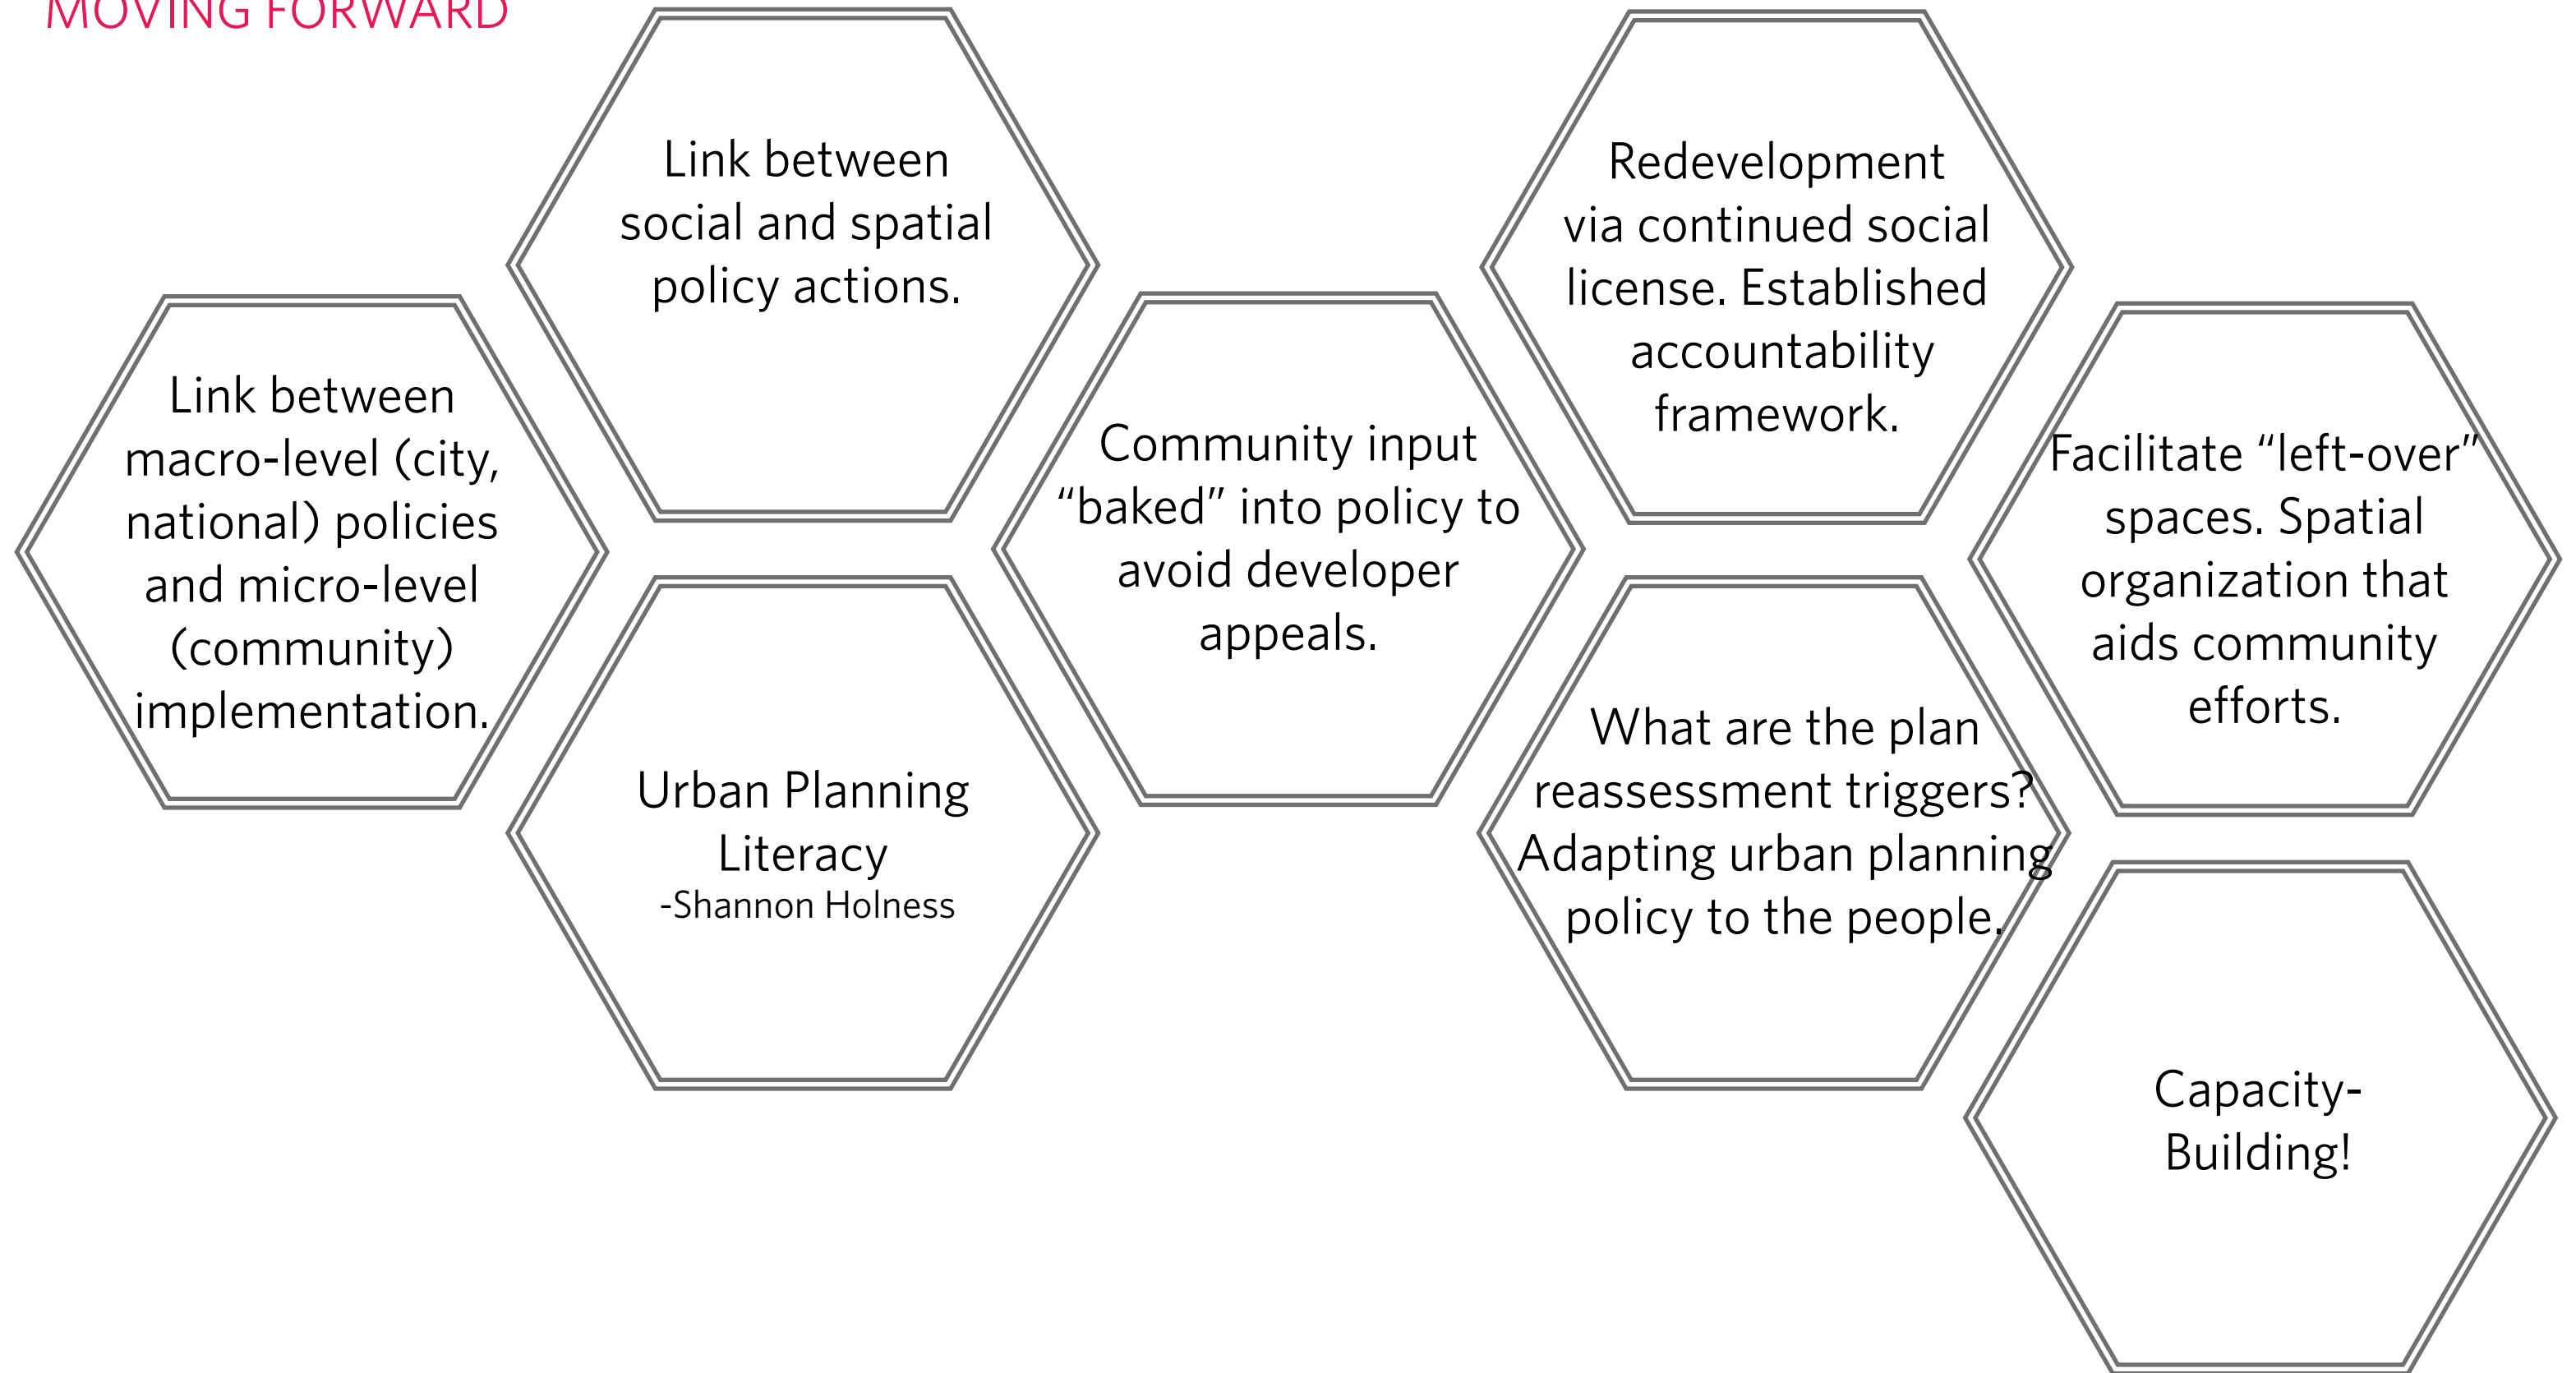 MOVING FORWARD
Link between
macro-level (city,
national) policies
and micro-level
(community)
implementation.
Link between
social and spatial
policy actions.
Urban Planning
Literacy
-Shannon Holness
Community input
“baked” into policy to
avoid developer
appeals.
Redevelopment
via continued social
license. Established
accountability
framework.
What are the plan
reassessment triggers?
Adapting urban planning
policy to the people.
Facilitate “left-over”
spaces. Spatial
organization that
aids community
efforts.
Capacity-
Building!